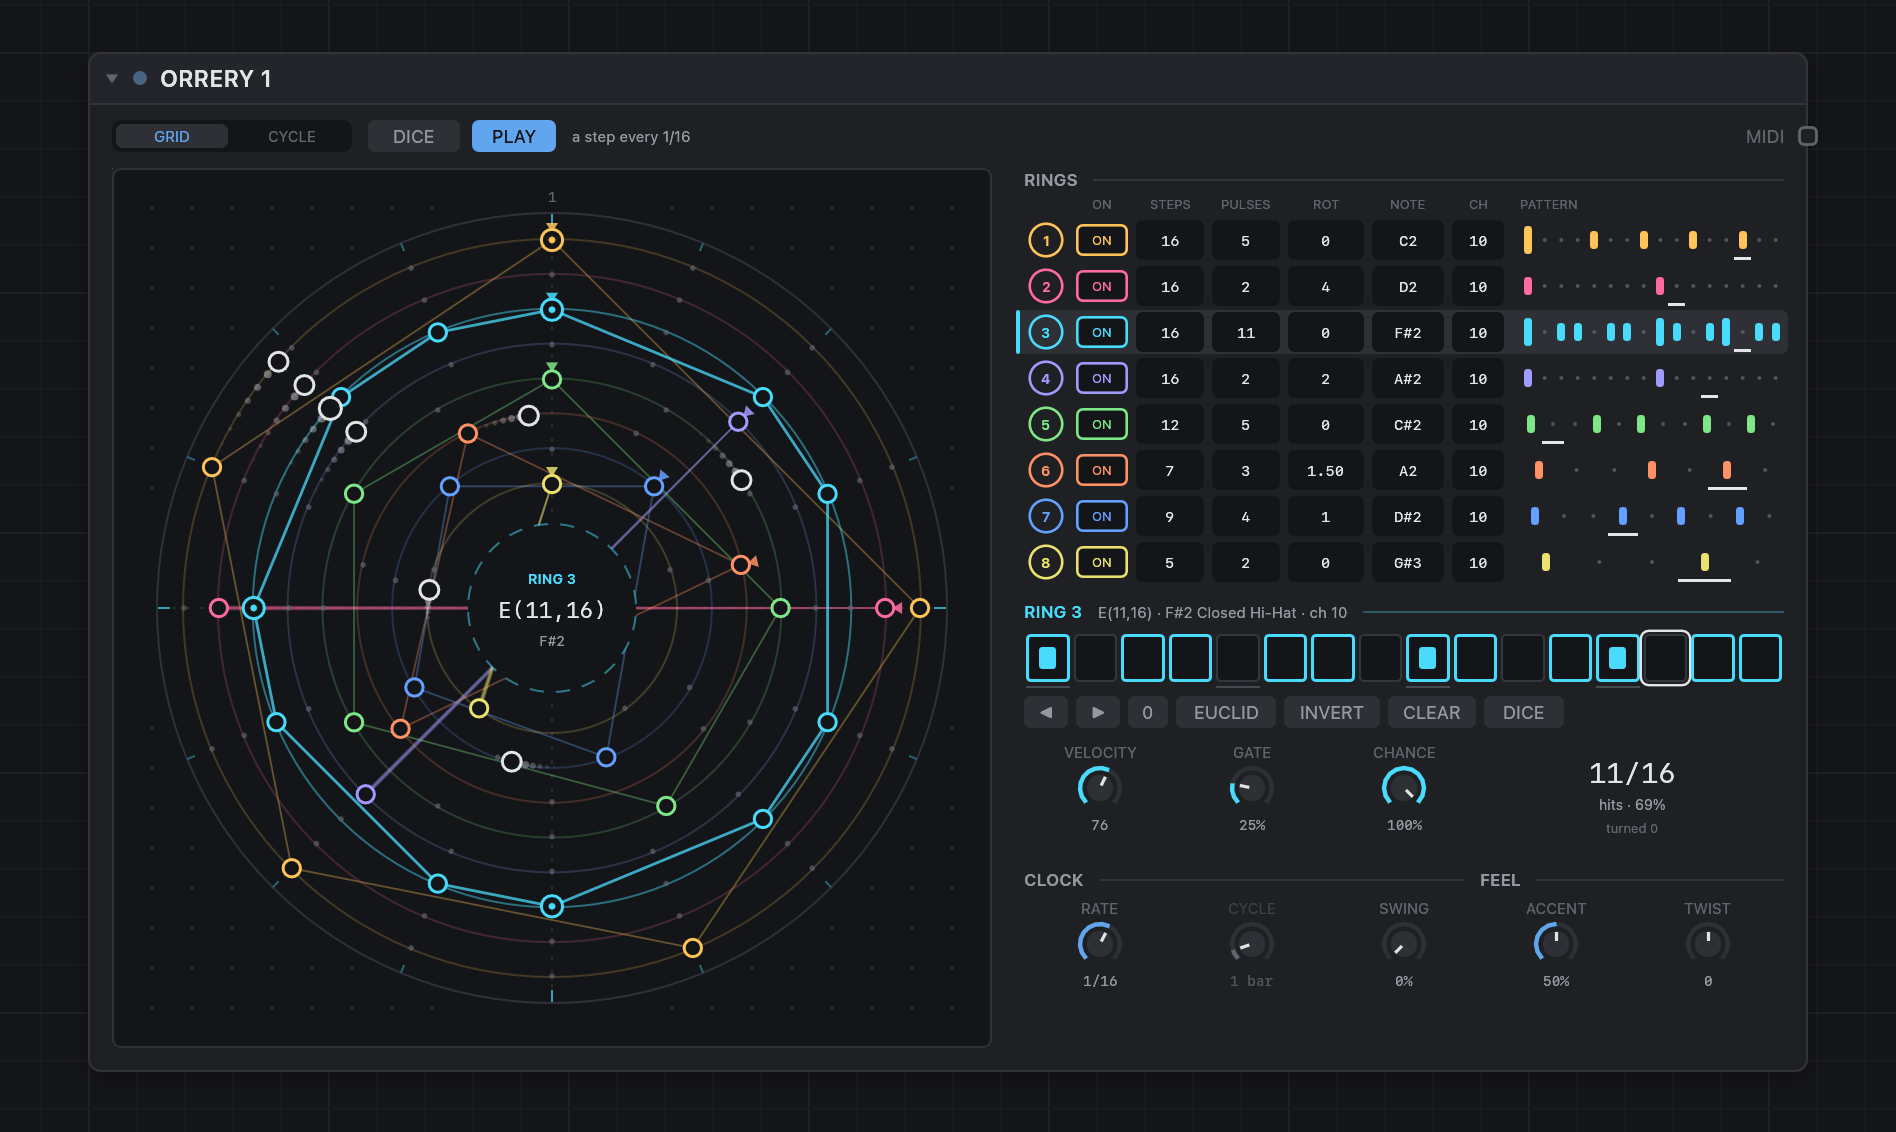 ORRERY 1
GRID CYCLE DICE PLAY a step every 1/16 MIDI
1
RING 3
E(11,16)
F#2
RINGS
ON STEPS PULSES ROT NOTE CH PATTERN
1 ON 16 5 0 C2 10
2 ON 16 2 4 D2 10
3 ON 16 11 0 F#2 10
4 ON 16 2 2 A#2 10
5 ON 12 5 0 C#2 10
6 ON 7 3 1.50 A2 10
7 ON 9 4 1 D#2 10
8 ON 5 2 0 G#3 10
RING 3 E(11,16) · F#2 Closed Hi-Hat · ch 10
0 EUCLID INVERT CLEAR DICE
VELOCITY GATE CHANCE
76 25% 100%
11/16
hits · 69%
turned 0
CLOCK FEEL
RATE CYCLE SWING ACCENT TWIST
1/16 1 bar 0% 50% 0